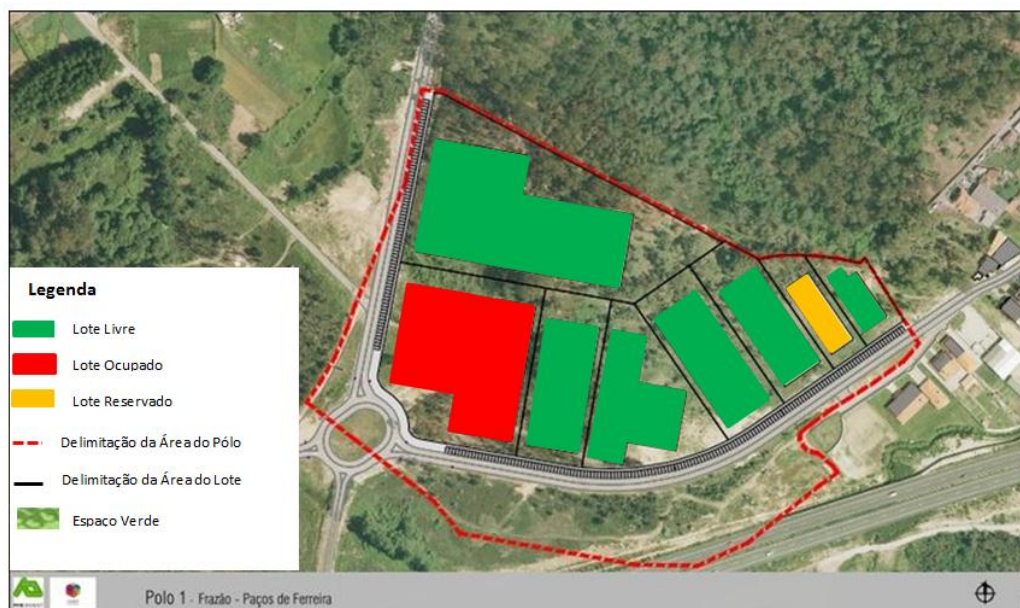 Legenda
Lote Livre
Lote Ocupado
Lote Reservado
Delimitação da Área do Pólo
Delimitação da Área do Lote
Espaço Verde
Polo 1 - Frazão - Paços de Ferreira